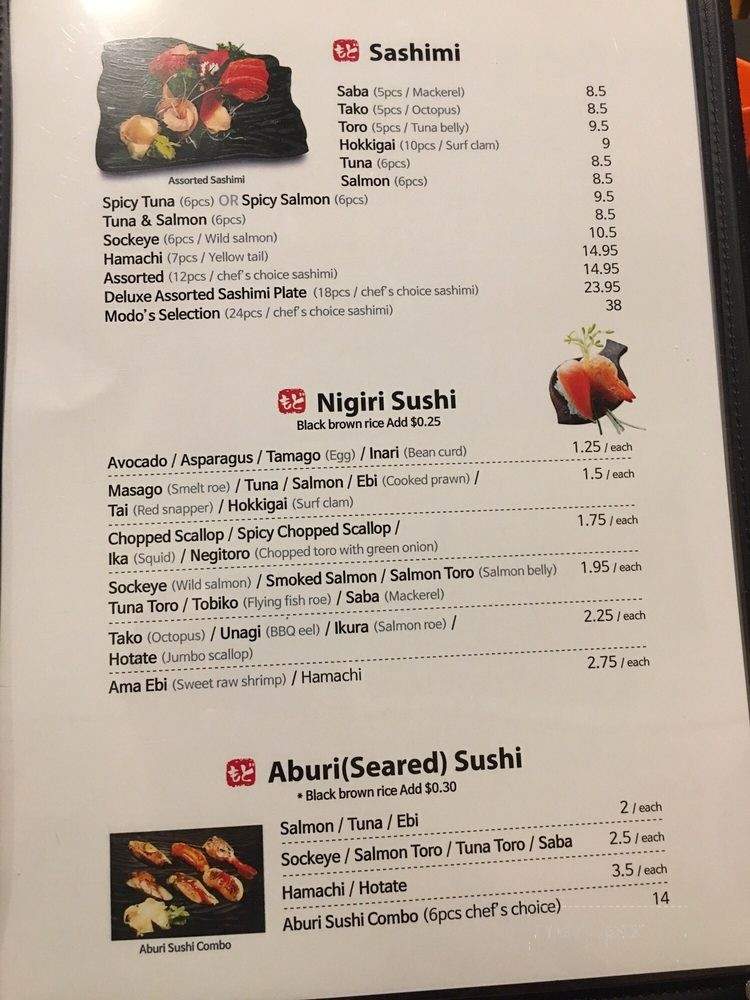 もど Sashimi
Saba (5pcs / Mackerel) 8.5
Tako (5pcs / Octopus) 8.5
Toro (5pcs / Tuna belly) 9.5
Hokkigai (10pcs / Surf clam) 9
Tuna (6pcs) 8.5
Assorted Sashimi
Salmon (6pcs) 8.5
Spicy Tuna (6pcs) OR Spicy Salmon (6pcs) 9.5
Tuna & Salmon (6pcs) 8.5
Sockeye (6pcs / Wild salmon) 10.5
Hamachi (7pcs / Yellow tail) 14.95
Assorted (12pcs / chef's choice sashimi) 14.95
Deluxe Assorted Sashimi Plate (18pcs / chef's choice sashimi) 23.95
Modo's Selection (24pcs / chef's choice sashimi) 38
もど Nigiri Sushi
Black brown rice Add $0.25
Avocado / Asparagus / Tamago (Egg) / Inari (Bean curd) 1.25 / each
Masago (Smelt roe) / Tuna / Salmon / Ebi (Cooked prawn) / 1.5 / each
Tai (Red snapper) / Hokkigai (Surf clam)
Chopped Scallop / Spicy Chopped Scallop / 1.75 / each
Ika (Squid) / Negitoro (Chopped toro with green onion)
Sockeye (Wild salmon) / Smoked Salmon / Salmon Toro (Salmon belly) 1.95 / each
Tuna Toro / Tobiko (Flying fish roe) / Saba (Mackerel)
Tako (Octopus) / Unagi (BBQ eel) / Ikura (Salmon roe) / 2.25 / each
Hotate (Jumbo scallop)
Ama Ebi (Sweet raw shrimp) / Hamachi 2.75 / each
もど Aburi(Seared) Sushi
* Black brown rice Add $0.30
Salmon / Tuna / Ebi 2 / each
Sockeye / Salmon Toro / Tuna Toro / Saba 2.5 / each
Hamachi / Hotate 3.5 / each
Aburi Sushi Combo (6pcs chef's choice) 14
Aburi Sushi Combo